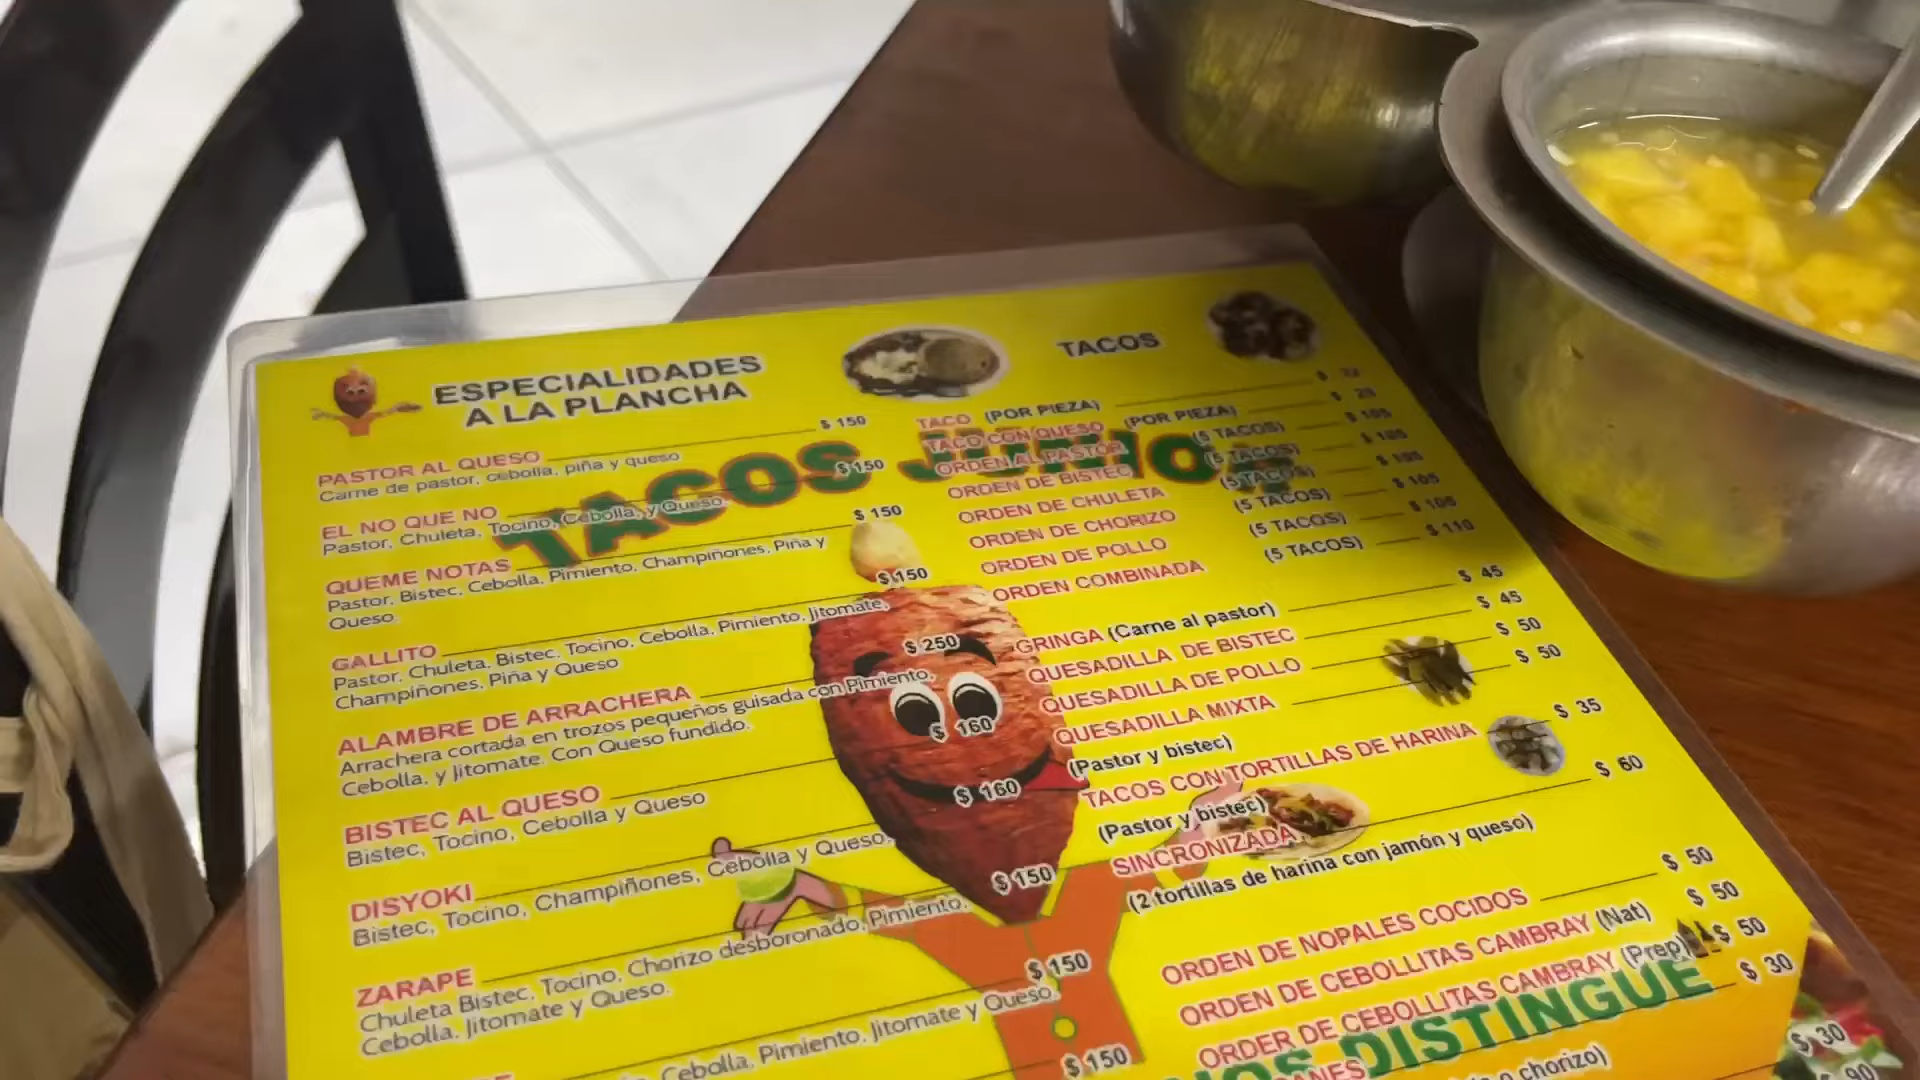 ESPECIALIDADES
A LA PLANCHA
PASTOR AL QUESO $ 150
Carne de pastor, cebolla, piña y queso
EL NO QUE NO $ 150
Pastor, Chuleta, Tocino, Cebolla, y Queso
QUEME NOTAS $ 150
Pastor, Bistec, Cebolla, Pimiento, Champiñones, Piña y
Queso.
GALLITO $ 150
Pastor, Chuleta, Bistec, Tocino, Cebolla, Pimiento, Jitomate,
Champiñones, Piña y Queso
ALAMBRE DE ARRACHERA $ 250
Arrachera cortada en trozos pequeños guisada con Pimiento,
Cebolla, y Jitomate. Con Queso fundido.
BISTEC AL QUESO $ 160
Bistec, Tocino, Cebolla y Queso
DISYOKI $ 160
Bistec, Tocino, Champiñones, Cebolla y Queso.
ZARAPE $ 150
Chuleta Bistec, Tocino, Chorizo desboronado, Pimiento,
Cebolla, Jitomate y Queso.
$ 150
Cebolla, Pimiento, Jitomate y Queso.
$ 150
TACOS JUNIOR
TACOS
TACO (POR PIEZA) $
TACO CON QUESO (POR PIEZA) $
ORDEN AL PASTOR (5 TACOS) $ 105
ORDEN DE BISTEC (5 TACOS) $ 105
ORDEN DE CHULETA (5 TACOS) $ 105
ORDEN DE CHORIZO (5 TACOS) $ 105
ORDEN DE POLLO (5 TACOS) $
ORDEN COMBINADA (5 TACOS) $ 110
GRINGA (Carne al pastor) $ 45
QUESADILLA DE BISTEC $ 45
QUESADILLA DE POLLO $ 50
QUESADILLA MIXTA $ 50
(Pastor y bistec)
TACOS CON TORTILLAS DE HARINA $ 35
(Pastor y bistec)
SINCRONIZADA $ 60
(2 tortillas de harina con jamón y queso)
ORDEN DE NOPALES COCIDOS $ 50
ORDEN DE CEBOLLITAS CAMBRAY (Nat) $ 50
ORDER DE CEBOLLITAS CAMBRAY (Prep) $ 50
$ 30
NOS DISTINGUE
o chorizo)
$ 30
90